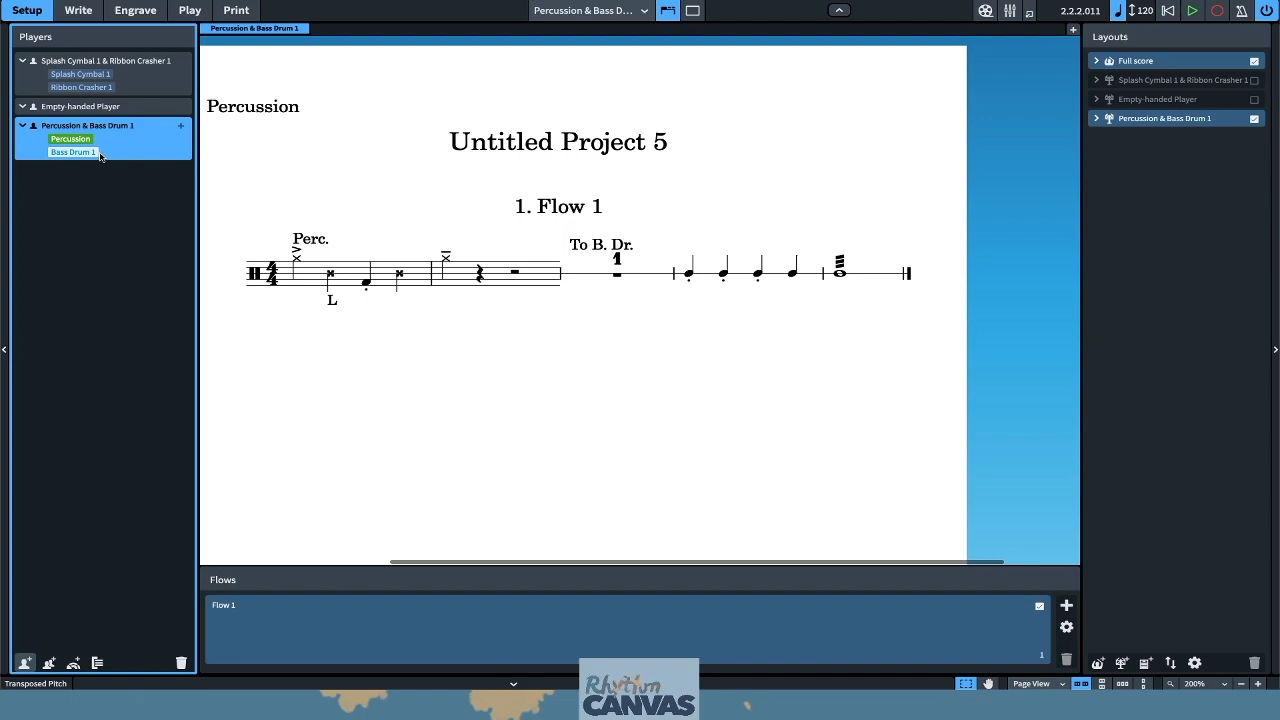 Setup Write Engrave Play Print Percussion & Bass D... 2.2.2.011 120
Players
Splash Cymbal 1 & Ribbon Crasher 1
Splash Cymbal 1
Ribbon Crasher 1
Empty-handed Player
Percussion & Bass Drum 1
Percussion
Bass Drum 1
Percussion & Bass Drum 1
Percussion
Untitled Project 5
1. Flow 1
Perc.
To B. Dr.
1
4
4
L
Flows
Flow 1
1
Layouts
Full score
Splash Cymbal 1 & Ribbon Crasher 1
Empty-handed Player
Percussion & Bass Drum 1
Transposed Pitch
Page View
200%
Rhythm
CANVAS